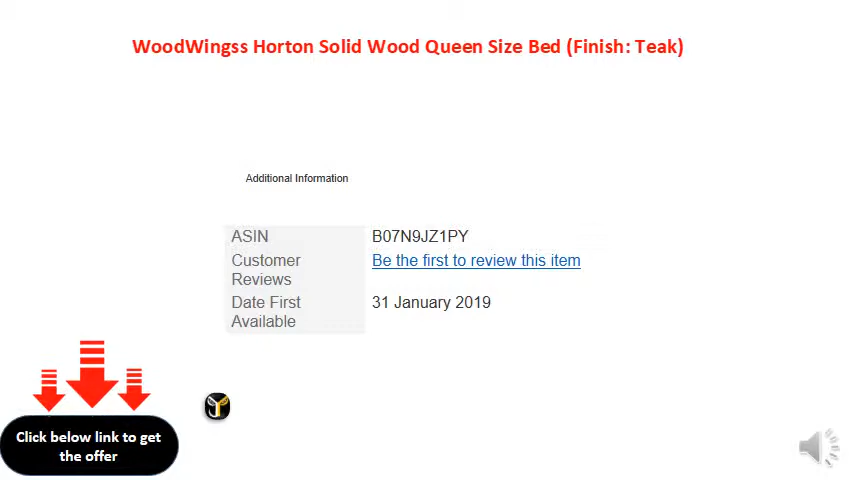 WoodWingss Horton Solid Wood Queen Size Bed (Finish: Teak)
Additional Information
ASIN B07N9JZ1PY
Customer Reviews Be the first to review this item
Date First Available 31 January 2019
Click below link to get
the offer